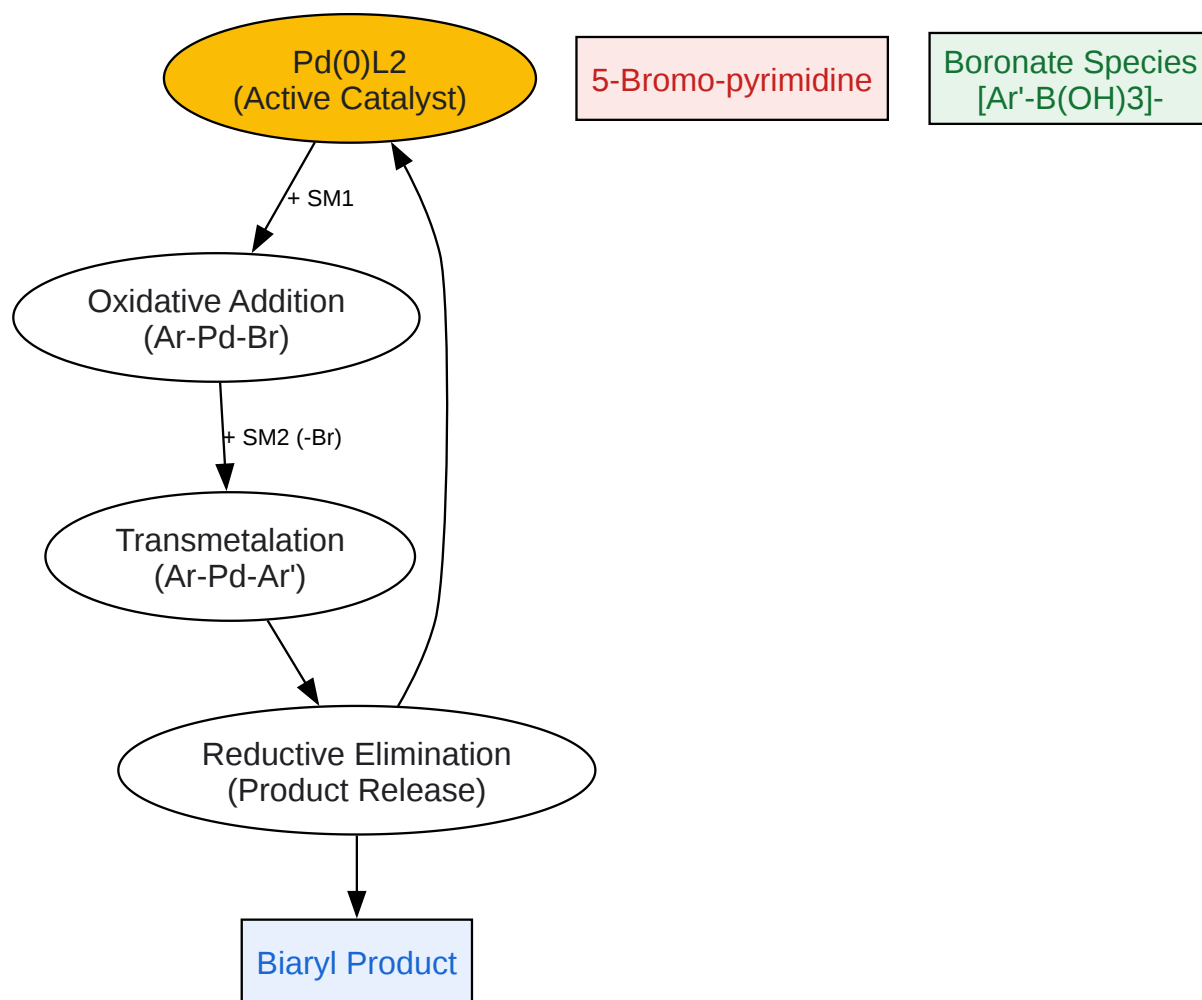 Pd(0)L2
(Active Catalyst)
5-Bromo-pyrimidine
Boronate Species
[Ar'-B(OH)3]-
+ SM1
Oxidative Addition
(Ar-Pd-Br)
+ SM2 (-Br)
Transmetalation
(Ar-Pd-Ar')
Reductive Elimination
(Product Release)
Biaryl Product